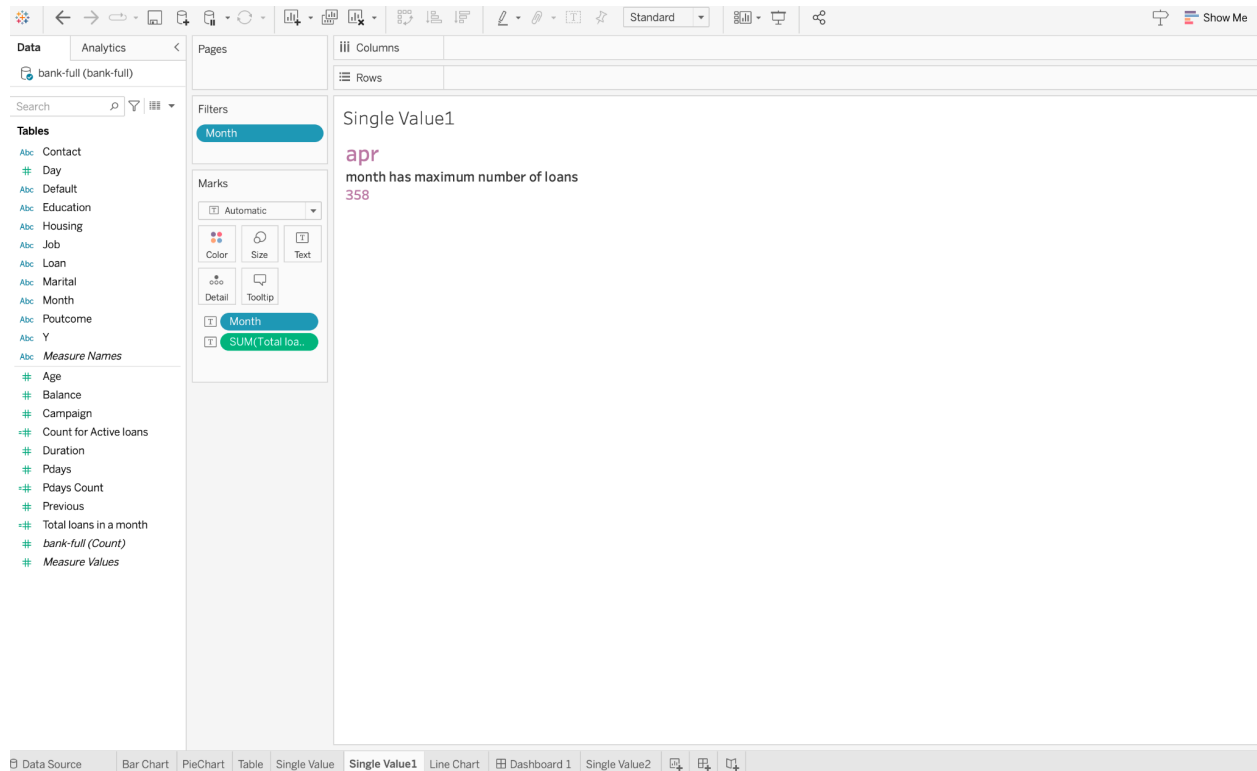 Standard
Show Me
Data
Analytics
bank-full (bank-full)
Search
Tables
Abc Contact
# Day
Abc Default
Abc Education
Abc Housing
Abc Job
Abc Loan
Abc Marital
Abc Month
Abc Poutcome
Abc Y
Abc Measure Names
# Age
# Balance
# Campaign
=# Count for Active loans
# Duration
# Pdays
=# Pdays Count
# Previous
=# Total loans in a month
# bank-full (Count)
# Measure Values
Pages
Filters
Month
Marks
T Automatic
Color Size Text
Detail Tooltip
T Month
T SUM(Total loa..
Columns
Rows
Single Value1
apr
month has maximum number of loans
358
Data Source Bar Chart PieChart Table Single Value Single Value1 Line Chart Dashboard 1 Single Value2